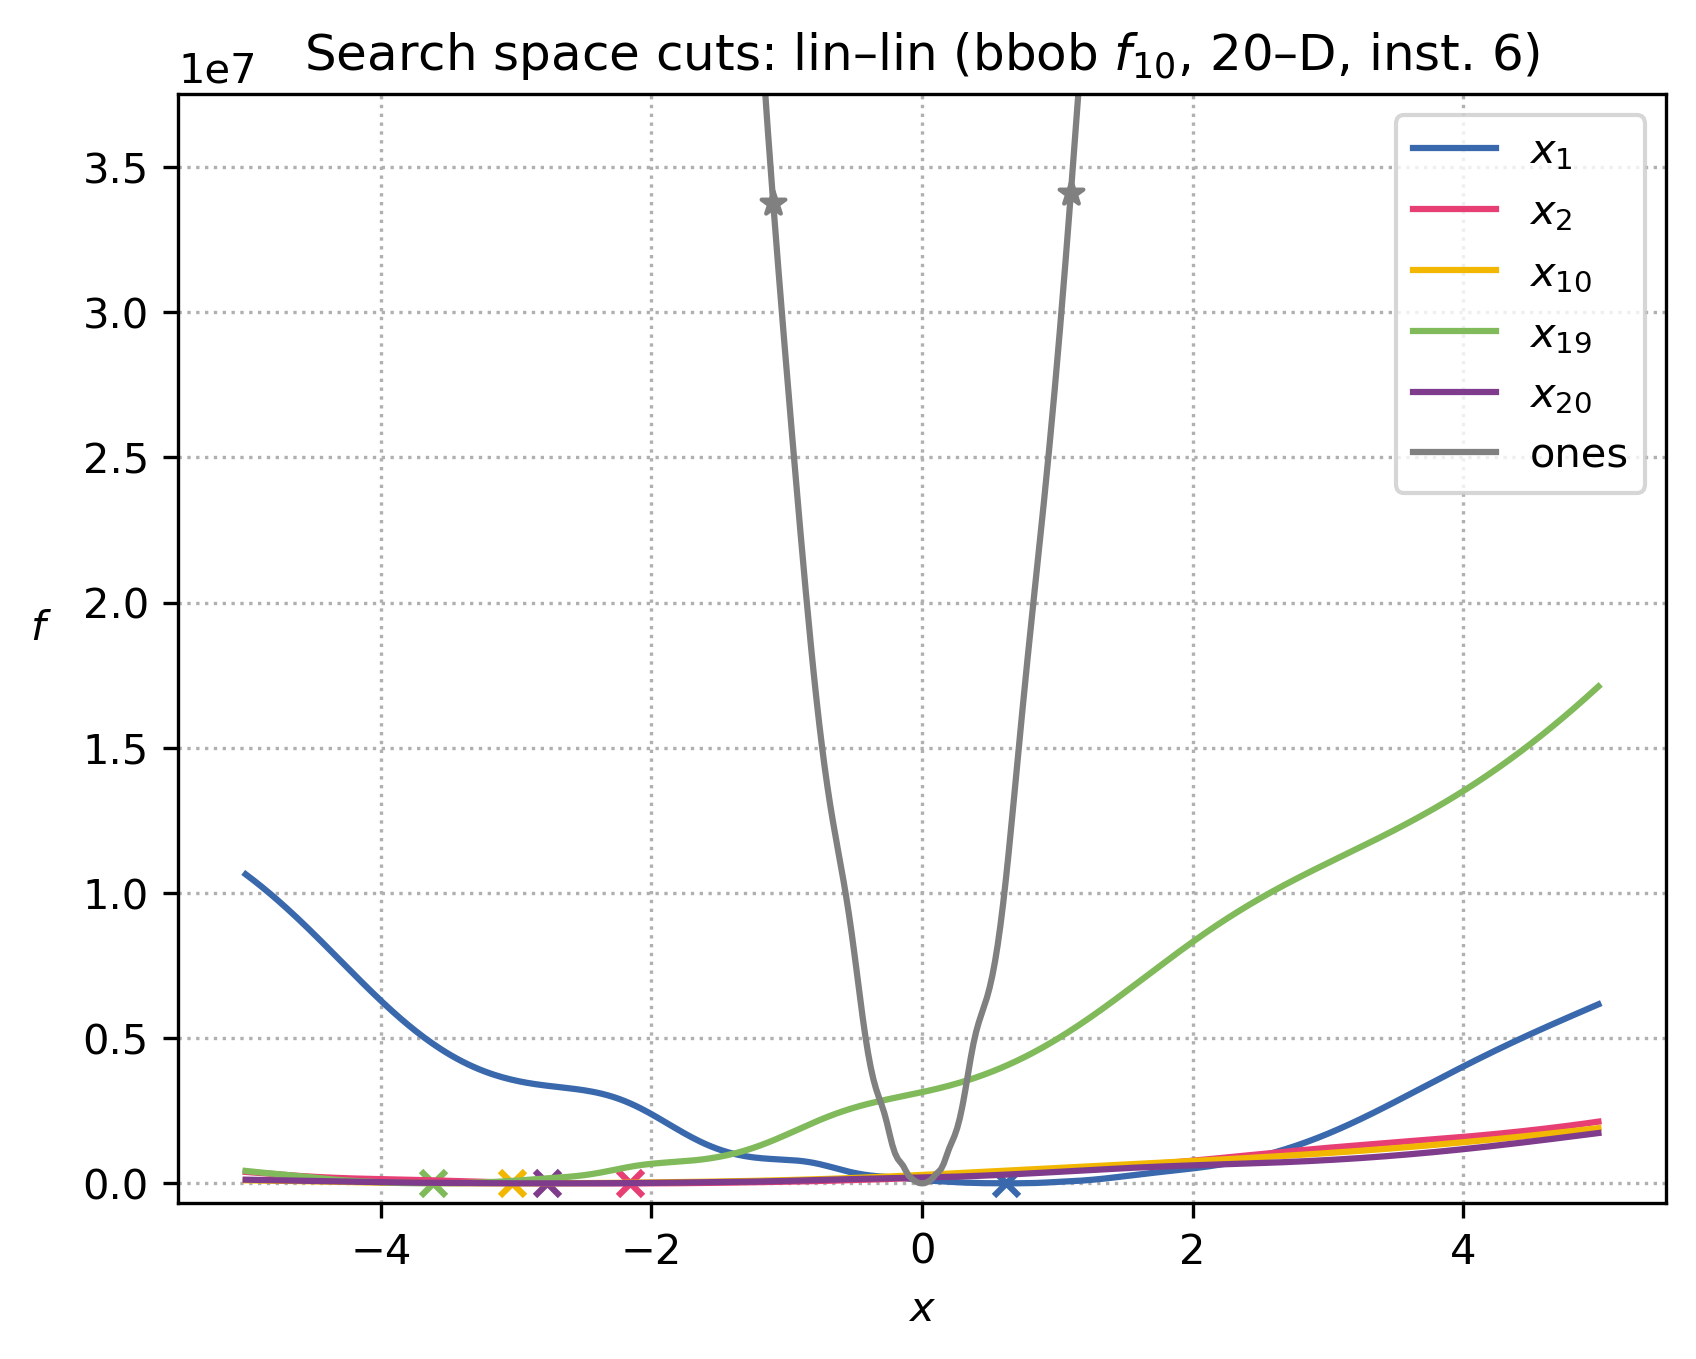 Search space cuts: lin–lin (bbob f₁₀, 20–D, inst. 6)
1e7
3.5
3.0
2.5
2.0
1.5
1.0
0.5
0.0
f
−4
−2
0
2
4
x
x₁
x₂
x₁₀
x₁₉
x₂₀
ones